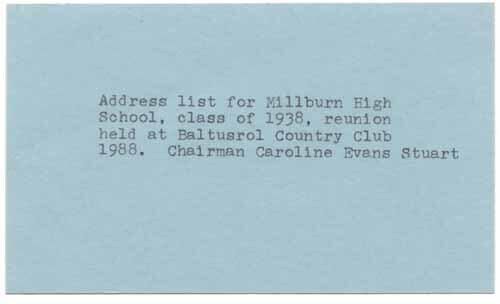 Address list for Millburn High
School, class of 1938, reunion
held at Baltusrol Country Club
1988.  Chairman Caroline Evans Stuart